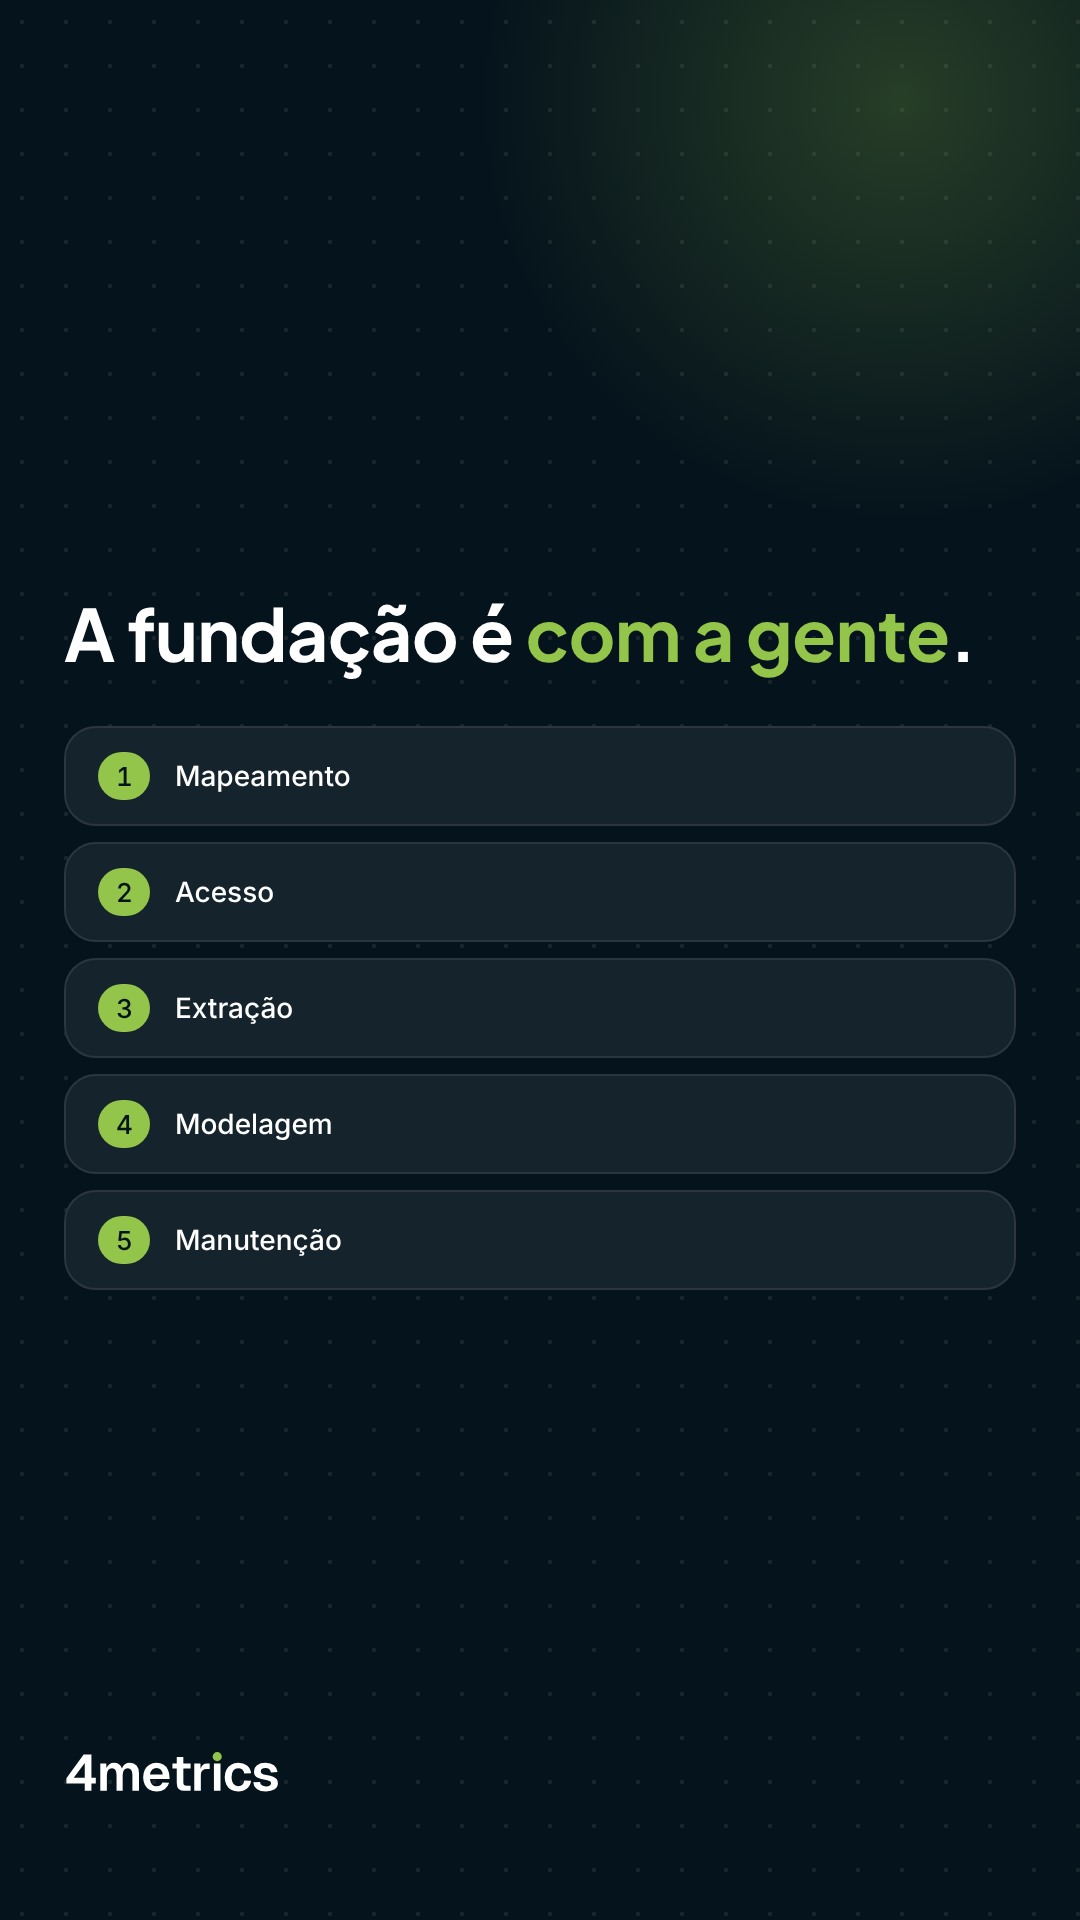 A fundação é com a gente.
1 Mapeamento
2 Acesso
3 Extração
4 Modelagem
5 Manutenção
4metrics